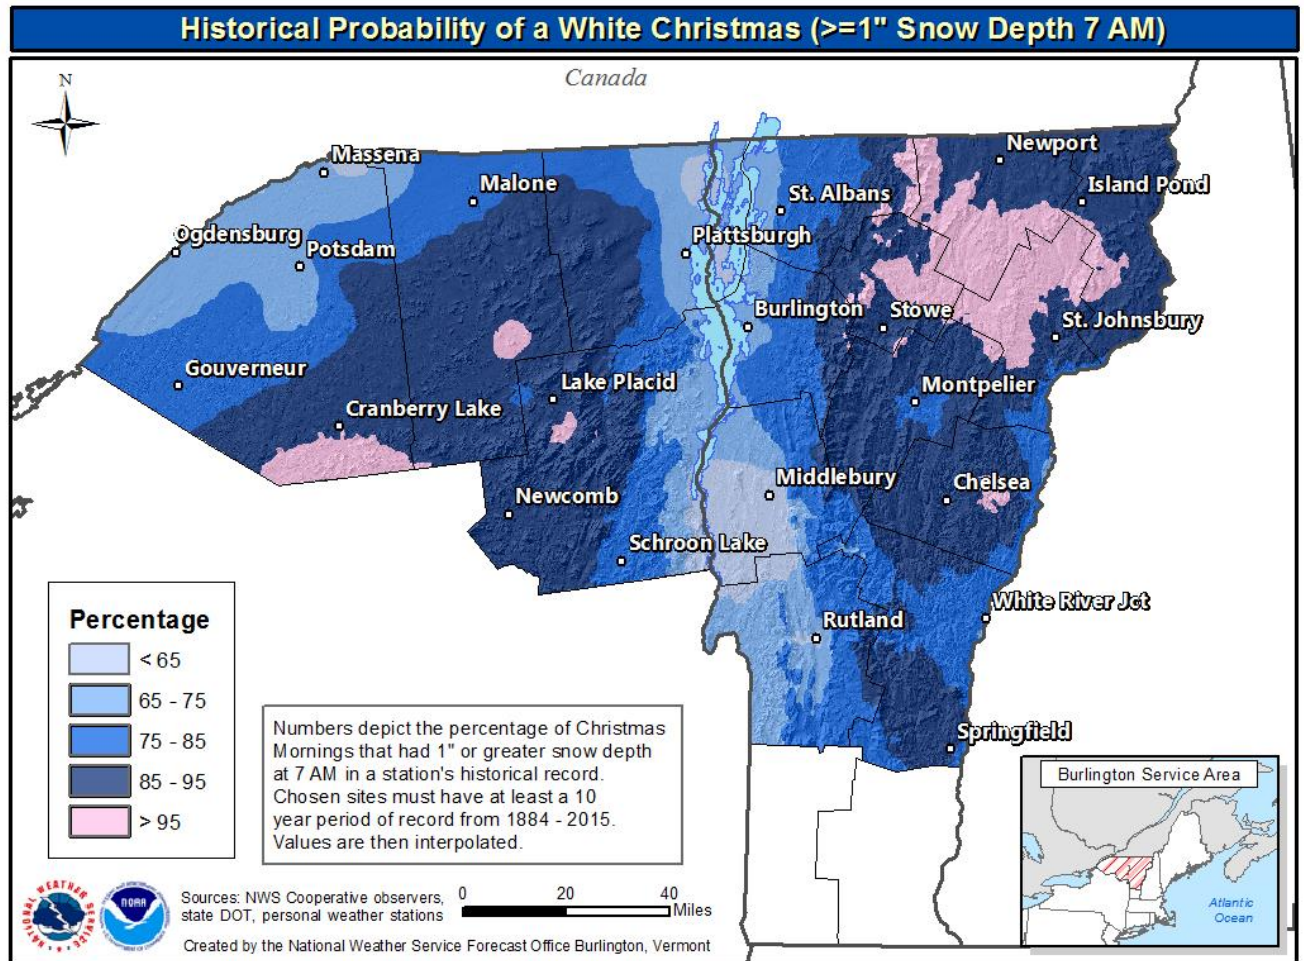 Historical Probability of a White Christmas (>=1" Snow Depth 7 AM)
Canada
N
Massena
Newport
Malone
Island Pond
St. Albans
Ogdensburg
Potsdam
Plattsburgh
Burlington
Stowe
St. Johnsbury
Gouverneur
Lake Placid
Montpelier
Cranberry Lake
Middlebury
Chelsea
Newcomb
Schroon Lake
White River Jct
Rutland
Springfield
Percentage
< 65
65 - 75
75 - 85
85 - 95
> 95
Numbers depict the percentage of Christmas
Mornings that had 1" or greater snow depth
at 7 AM in a station's historical record.
Chosen sites must have at least a 10
year period of record from 1884 - 2015.
Values are then interpolated.
Burlington Service Area
Atlantic
Ocean
NATIONAL WEATHER SERVICE
NOAA
Sources: NWS Cooperative observers,
state DOT, personal weather stations
0 20 40
Miles
Created by the National Weather Service Forecast Office Burlington, Vermont